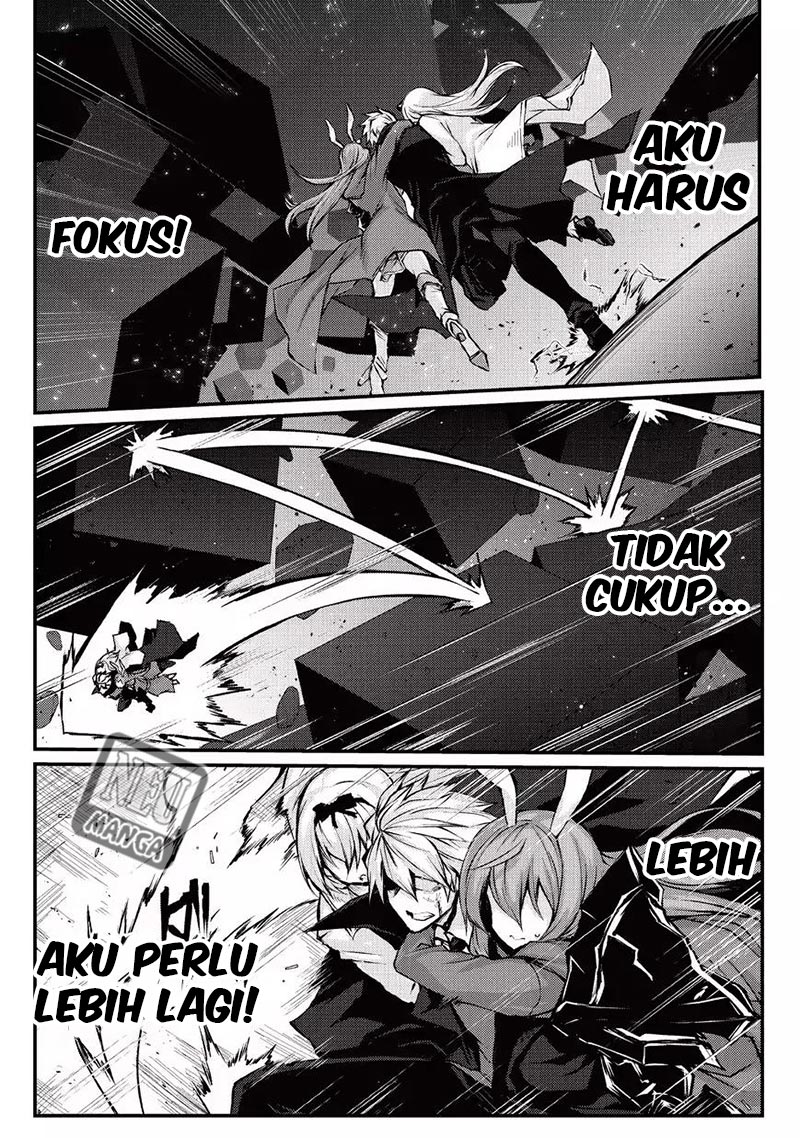 AKU
HARUS
FOKUS!
TIDAK
CUKUP...
LEBIH
AKU PERLU
LEBIH LAGI!
NEU
MANGA